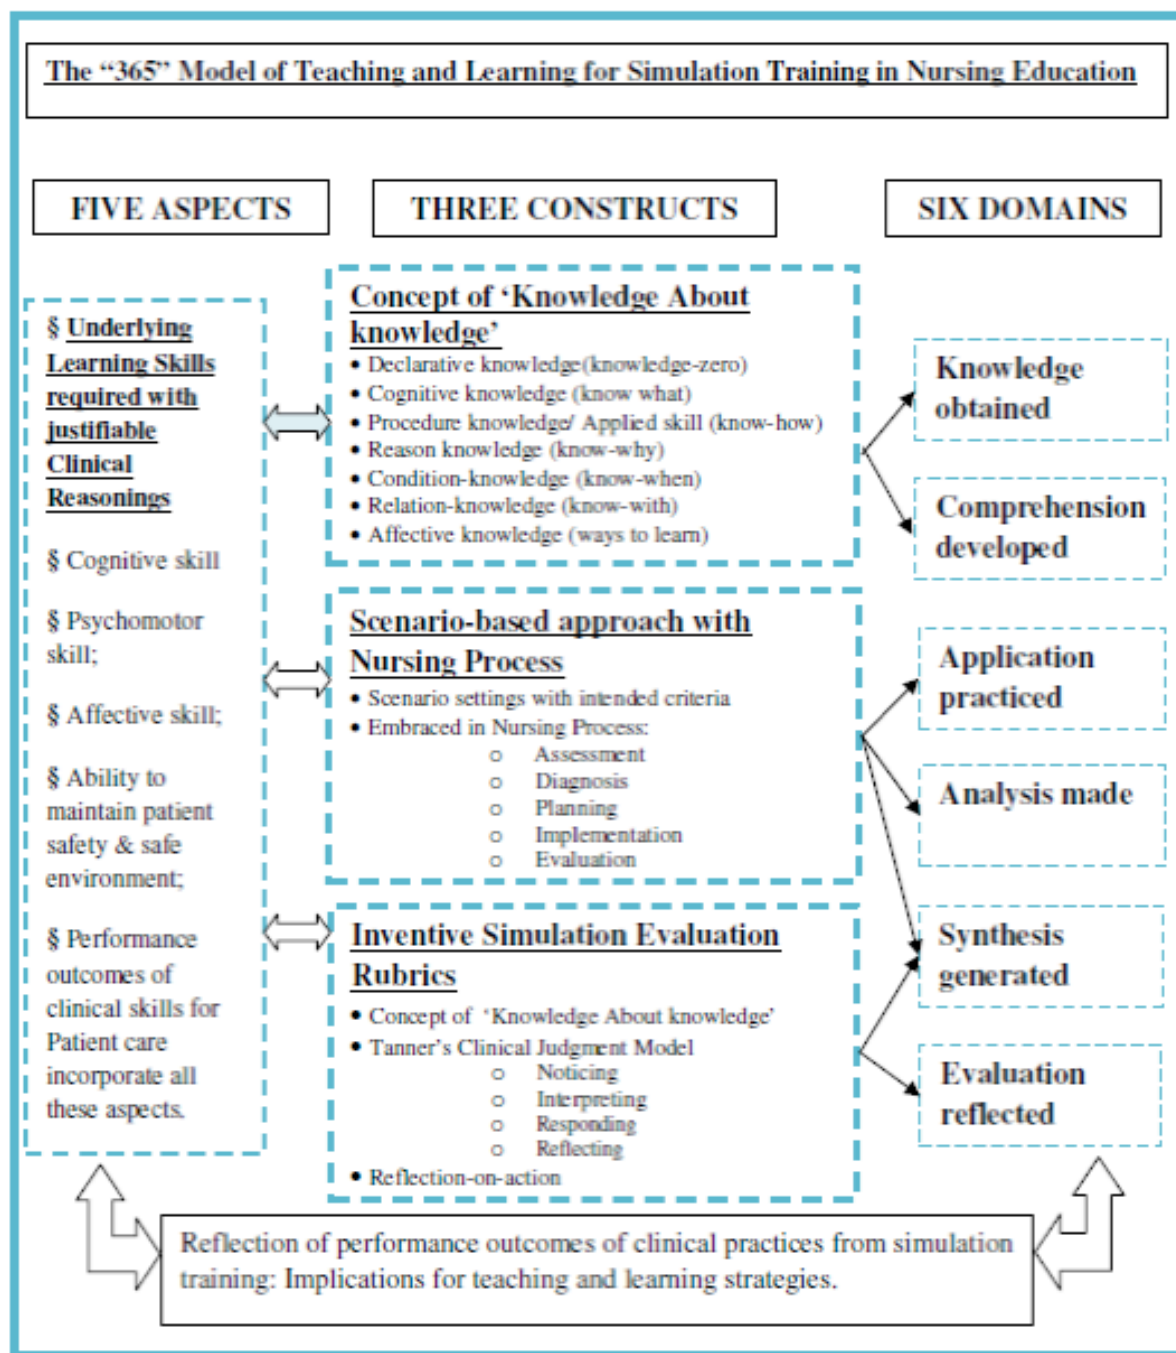 The “365” Model of Teaching and Learning for Simulation Training in Nursing Education
FIVE ASPECTS
THREE CONSTRUCTS
SIX DOMAINS
§ Underlying
Learning Skills
required with
justifiable
Clinical
Reasonings
§ Cognitive skill
§ Psychomotor
skill;
§ Affective skill;
§ Ability to
maintain patient
safety & safe
environment;
§ Performance
outcomes of
clinical skills for
Patient care
incorporate all
these aspects.
Concept of ‘Knowledge About
knowledge’
• Declarative knowledge(knowledge-zero)
• Cognitive knowledge (know what)
• Procedure knowledge/ Applied skill (know-how)
• Reason knowledge (know-why)
• Condition-knowledge (know-when)
• Relation-knowledge (know-with)
• Affective knowledge (ways to learn)
Scenario-based approach with
Nursing Process
• Scenario settings with intended criteria
• Embraced in Nursing Process:
o Assessment
o Diagnosis
o Planning
o Implementation
o Evaluation
Inventive Simulation Evaluation
Rubrics
• Concept of ‘Knowledge About knowledge’
• Tanner’s Clinical Judgment Model
o Noticing
o Interpreting
o Responding
o Reflecting
• Reflection-on-action
Knowledge
obtained
Comprehension
developed
Application
practiced
Analysis made
Synthesis
generated
Evaluation
reflected
Reflection of performance outcomes of clinical practices from simulation
training: Implications for teaching and learning strategies.